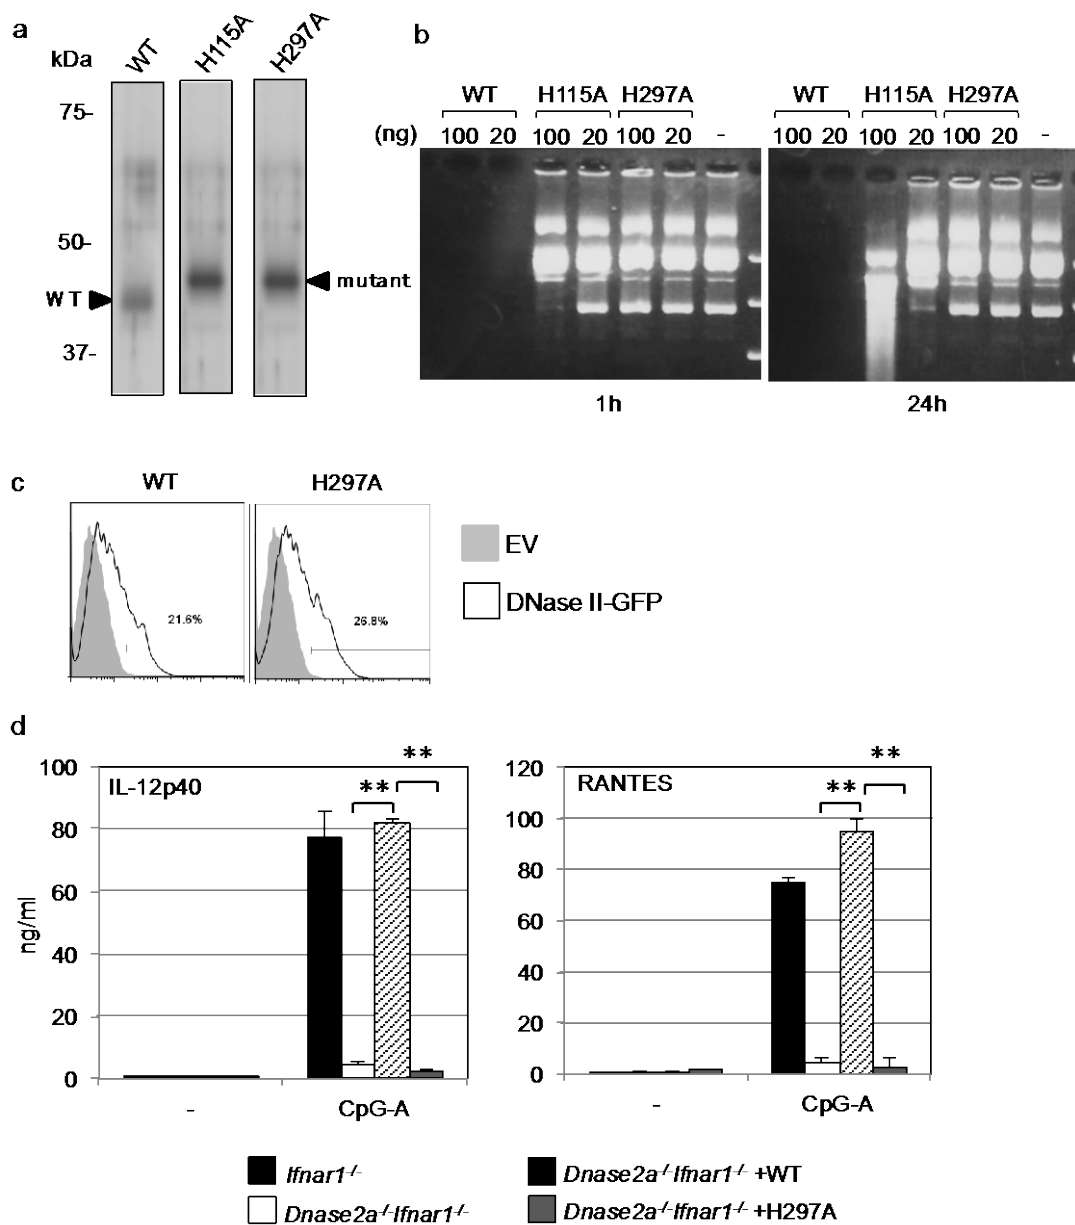 a
kDa
WT
H115A
H297A
75-
50-
37-
WT
mutant
b
WT
H115A
H297A
(ng)
100 20 100 20 100 20 -
1h
WT
H115A
H297A
100 20 100 20 100 20 -
24h
c
WT
H297A
21.6%
26.8%
EV
DNase II-GFP
d
ng/ml
100
80
60
40
20
0
IL-12p40
**
**
-
CpG-A
120
100
80
60
40
20
0
RANTES
**
**
-
CpG-A
Ifnar1-/-
Dnase2a-/-Ifnar1-/-
Dnase2a-/-Ifnar1-/- +WT
Dnase2a-/-Ifnar1-/- +H297A